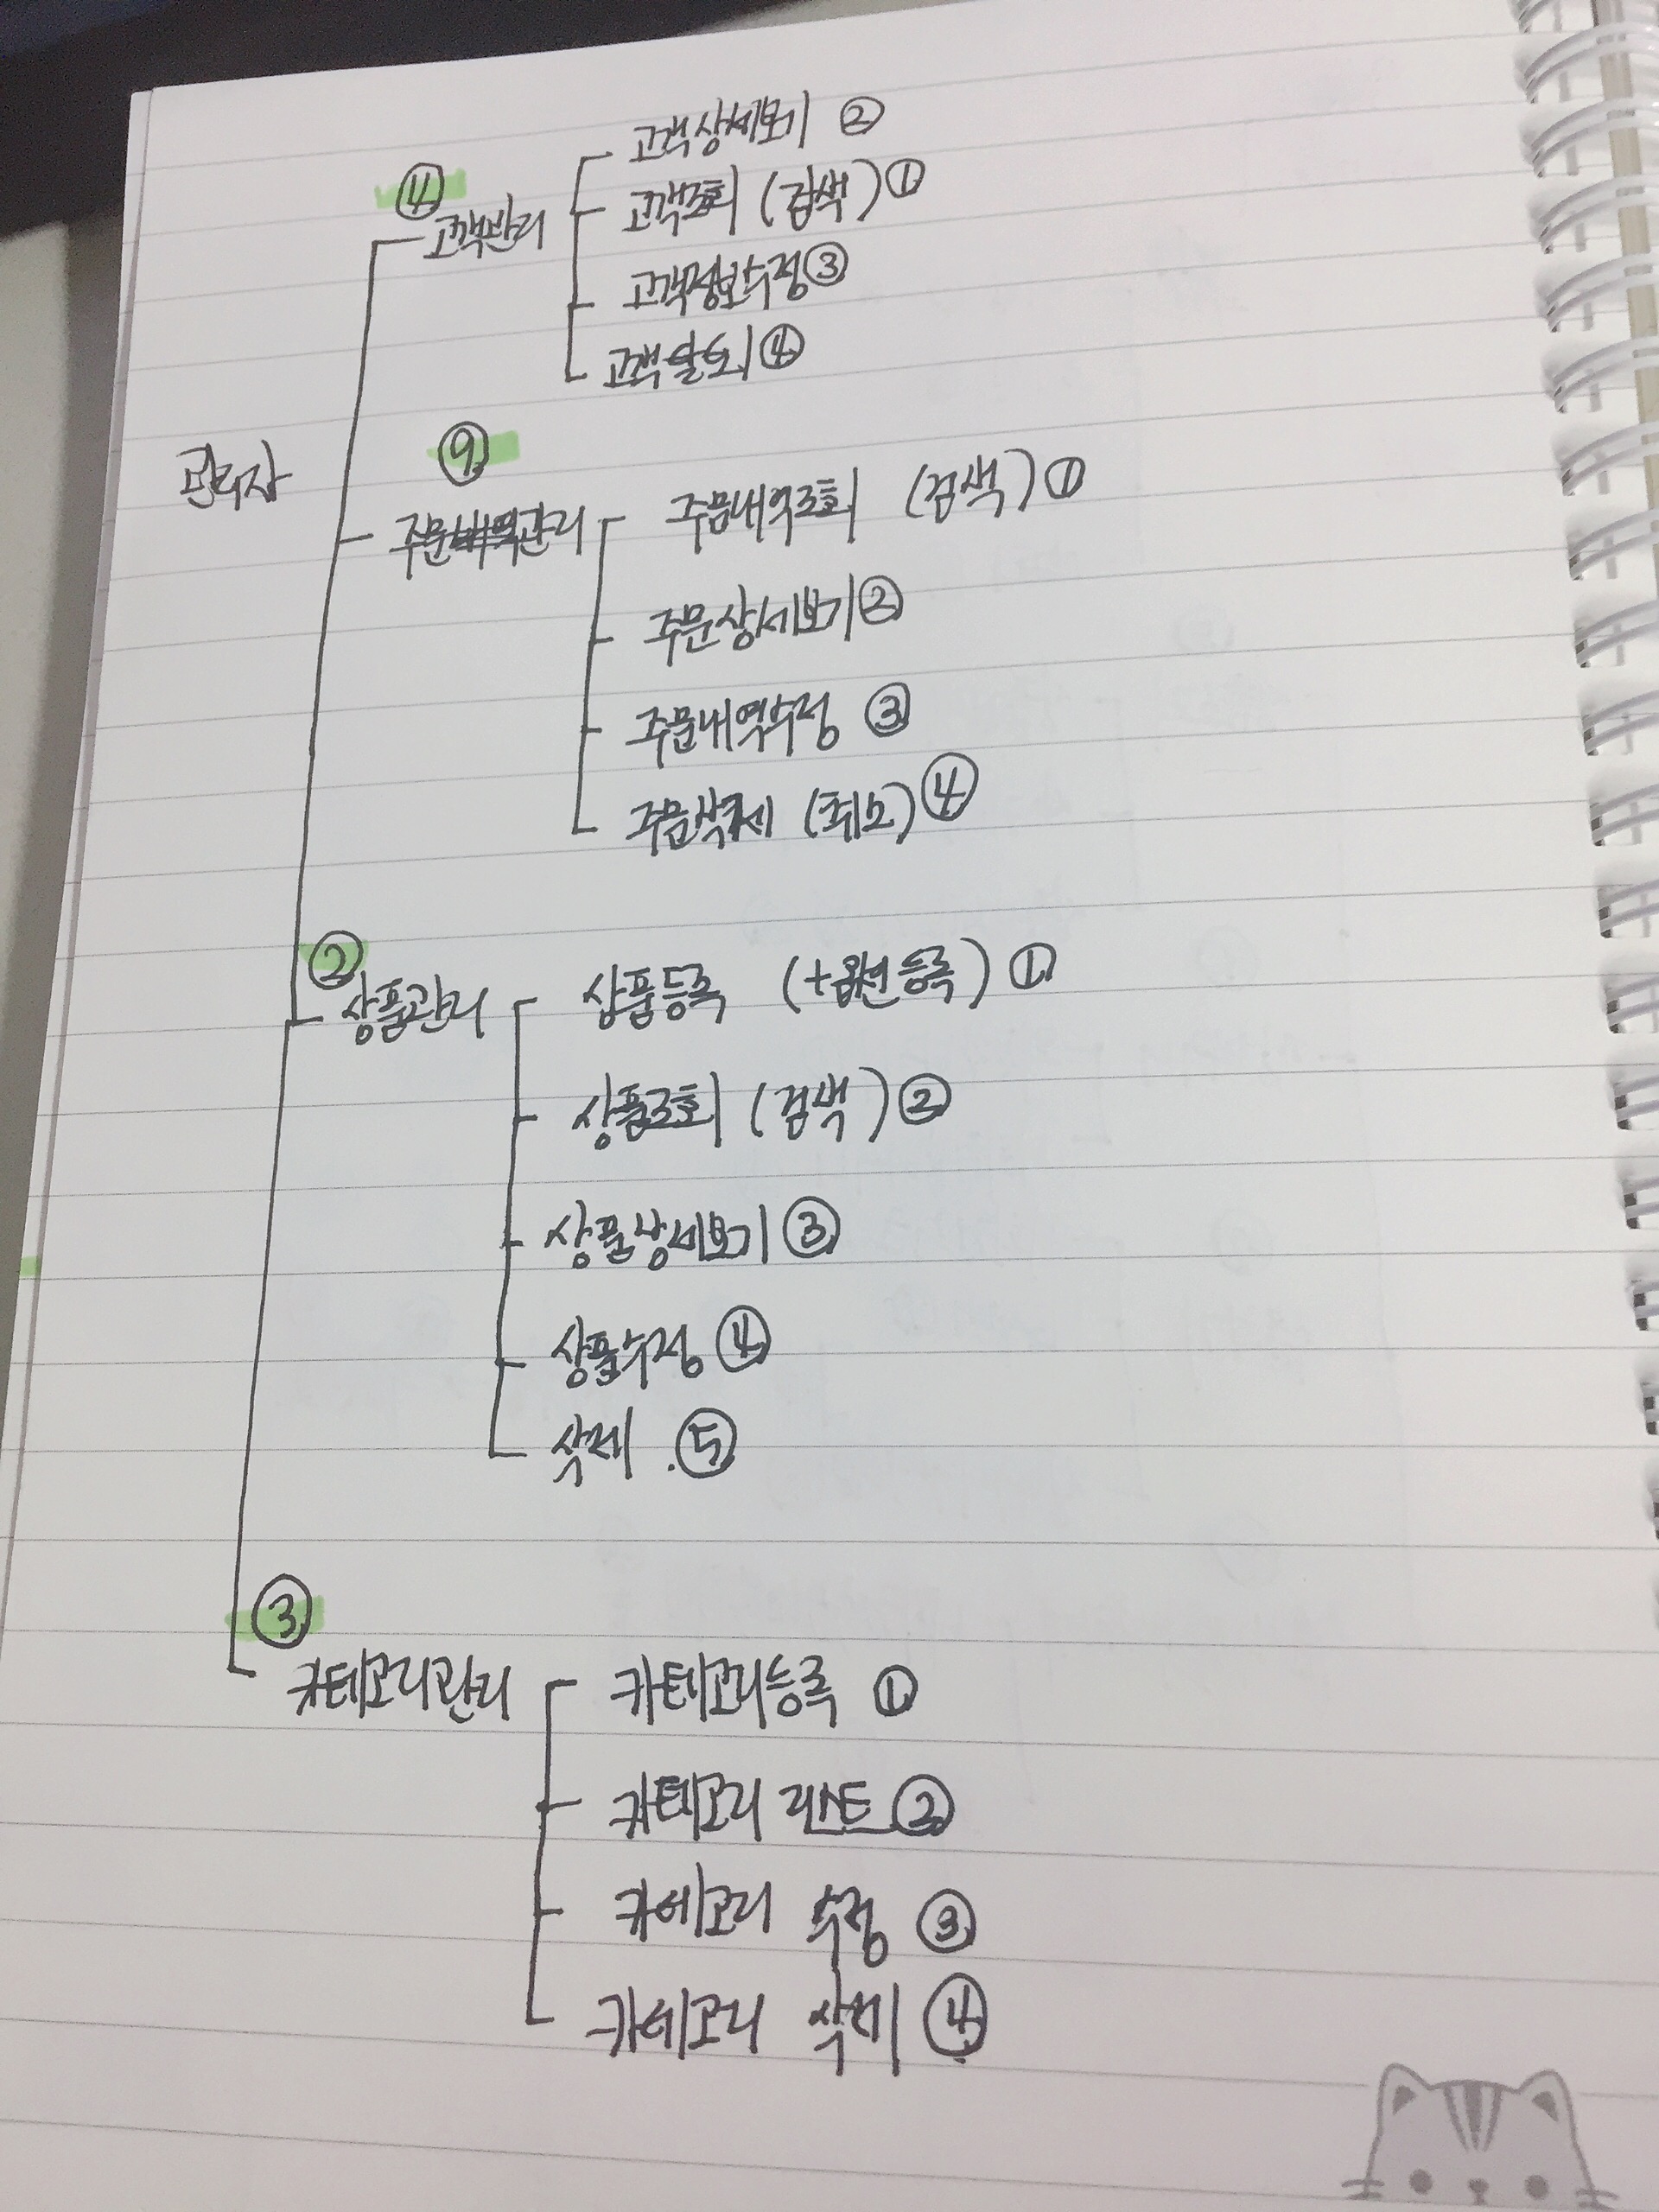 관리자
④
고객관리
고객상세보기 ②
고객조회 (검색) ①
고객정보수정 ③
고객탈퇴 ④
⑨
주문내역관리
주문내역조회 (검색) ①
주문상세보기 ②
주문내역수정 ③
주문삭제 (취소) ④
②
상품관리
상품등록 (+옵션등록) ①
상품조회 (검색) ②
상품상세보기 ③
상품수정 ④
삭제 ⑤
③
카테고리관리
카테고리등록 ①
카테고리 리스트 ②
카테고리 수정 ③
카테고리 삭제 ④